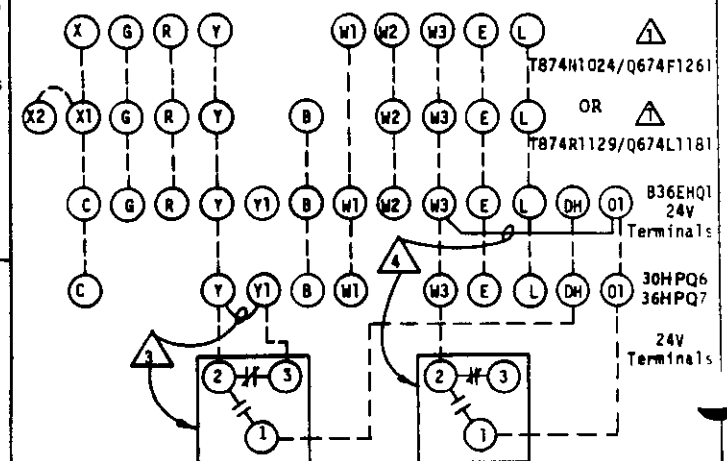 X G R Y W1 W2 W3 E L 1
T874N1024/Q674F1261
OR 1
X2 X1 G R Y B W2 W3 E L
T874R1129/Q674L1181
C G R Y Y1 B W1 W2 W3 E L DH O1 B36EHQ1
24V
Terminals
4
C Y Y1 B W1 W3 E L DH O1 30HPQ6
36HPQ7
24V
Terminals
3
2 3 2 3
1 1